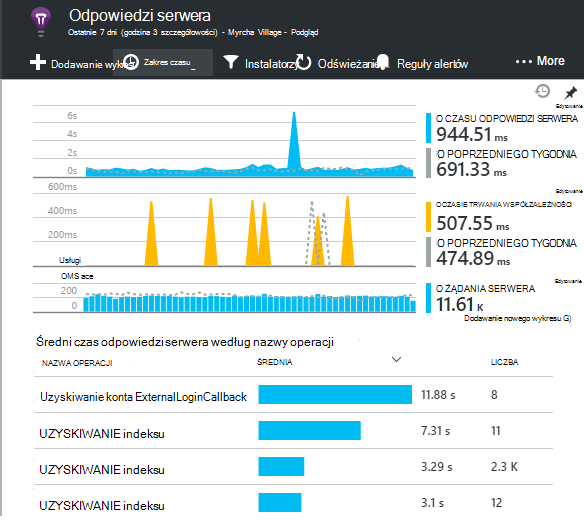 Odpowiedzi serwera
Ostatnie 7 dni (godzina 3 szczegółowości) - Myrcha Village - Podgląd
Dodawanie wykres Zakres czasu_ Instalatorzy Odświeżanie Reguły alertów ••• More
Edytowanie
6s
4s
2s
0s
O CZASU ODPOWIEDZI SERWERA
944.51 ms
O POPRZEDNIEGO TYGODNIA
691.33 ms
Edytowanie
600ms
400ms
200ms
Usługi
O CZASIE TRWANIA WSPÓŁZALEŻNOŚCI
507.55 ms
O POPRZEDNIEGO TYGODNIA
474.89 ms
OMS ace
Edytowanie
200
0
O ŻĄDANIA SERWERA
11.61 K
Dodawanie nowego wykresu G)
Średni czas odpowiedzi serwera według nazwy operacji
NAZWA OPERACJI ŚREDNIA LICZBA
Uzyskiwanie konta ExternalLoginCallback 11.88 s 8
UZYSKIWANIE indeksu 7.31 s 11
UZYSKIWANIE indeksu 3.29 s 2.3 K
UZYSKIWANIE indeksu 3.1 s 12